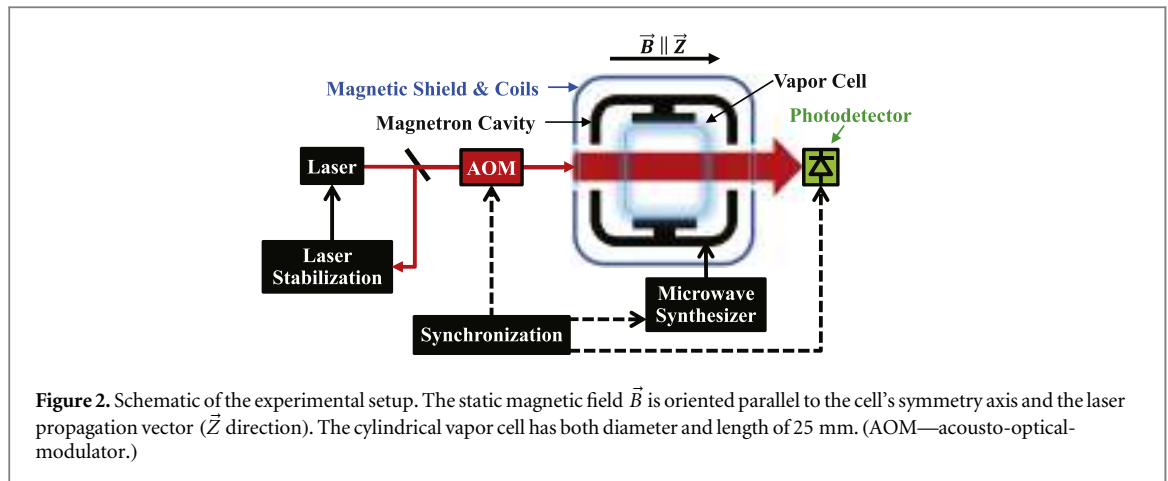 B⃗ ∥ Z⃗
Magnetic Shield & Coils
Vapor Cell
Magnetron Cavity
Photodetector
Laser
AOM
Laser
Stabilization
Microwave
Synthesizer
Synchronization
Figure 2. Schematic of the experimental setup. The static magnetic field B⃗ is oriented parallel to the cell's symmetry axis and the laser
propagation vector (Z⃗ direction). The cylindrical vapor cell has both diameter and length of 25 mm. (AOM—acousto-optical-
modulator.)